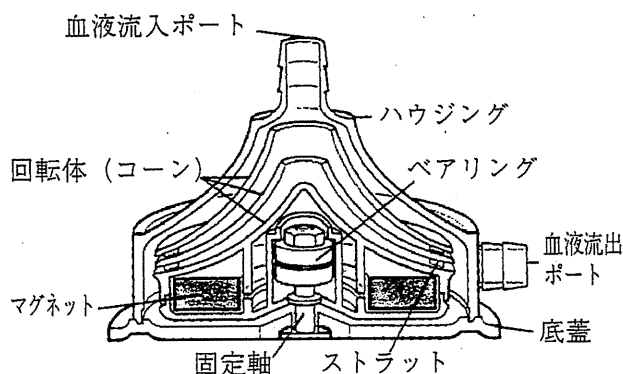 血液流入ポート
ハウジング
回転体（コーン）
ベアリング
血液流出
ポート
マグネット
底蓋
固定軸
ストラット